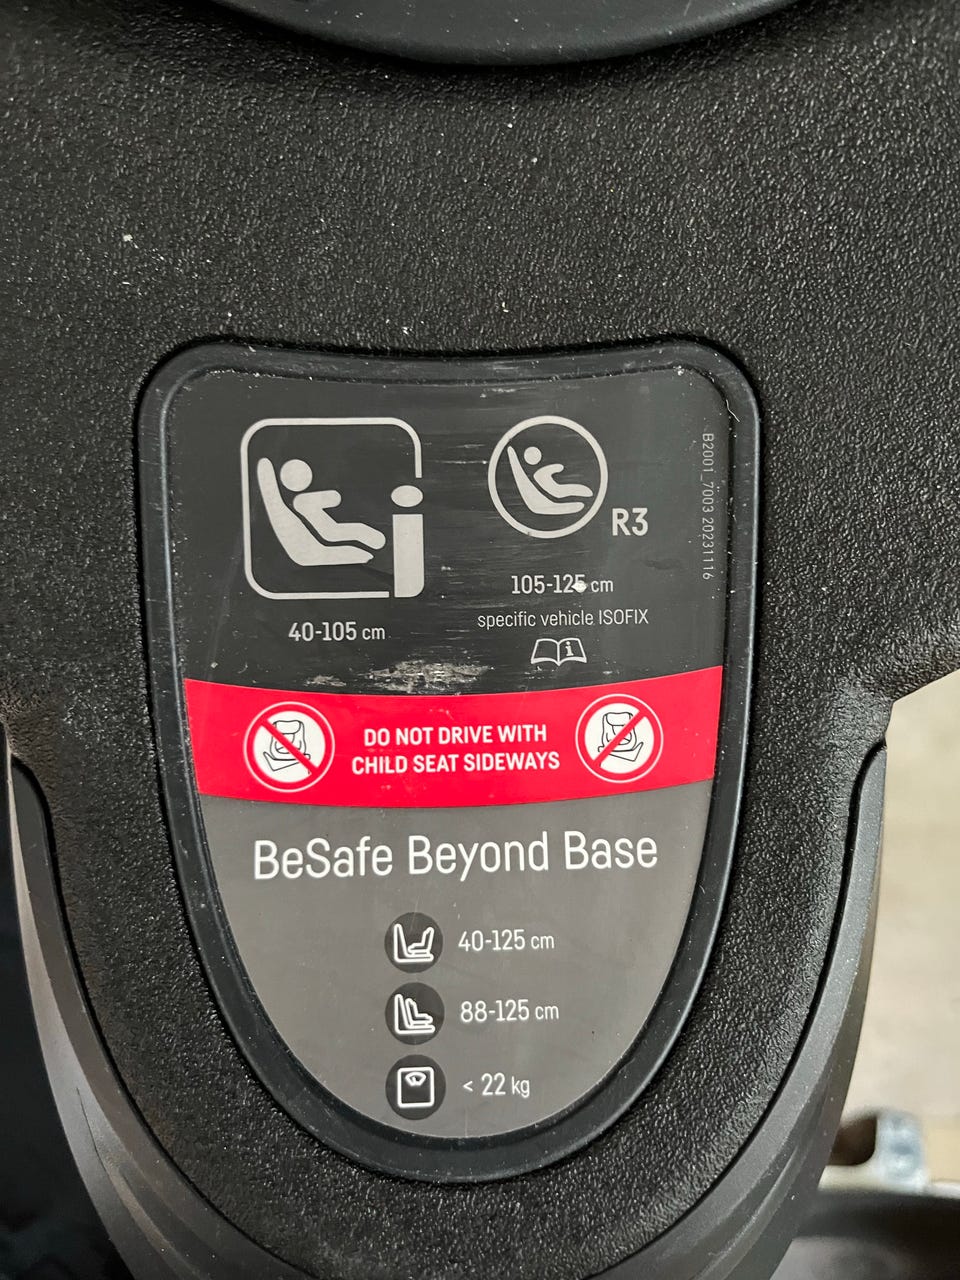 40-105 cm
R3
105-125 cm
specific vehicle ISOFIX
B2001_7003 20231116
DO NOT DRIVE WITH
CHILD SEAT SIDEWAYS
BeSafe Beyond Base
40-125 cm
88-125 cm
< 22 kg